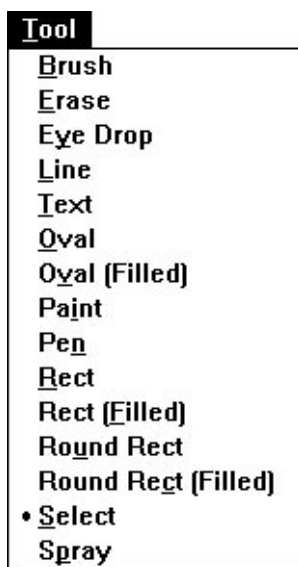 Tool
Brush
Erase
Eye Drop
Line
Text
Oval
Oval (Filled)
Paint
Pen
Rect
Rect (Filled)
Round Rect
Round Rect (Filled)
• Select
Spray